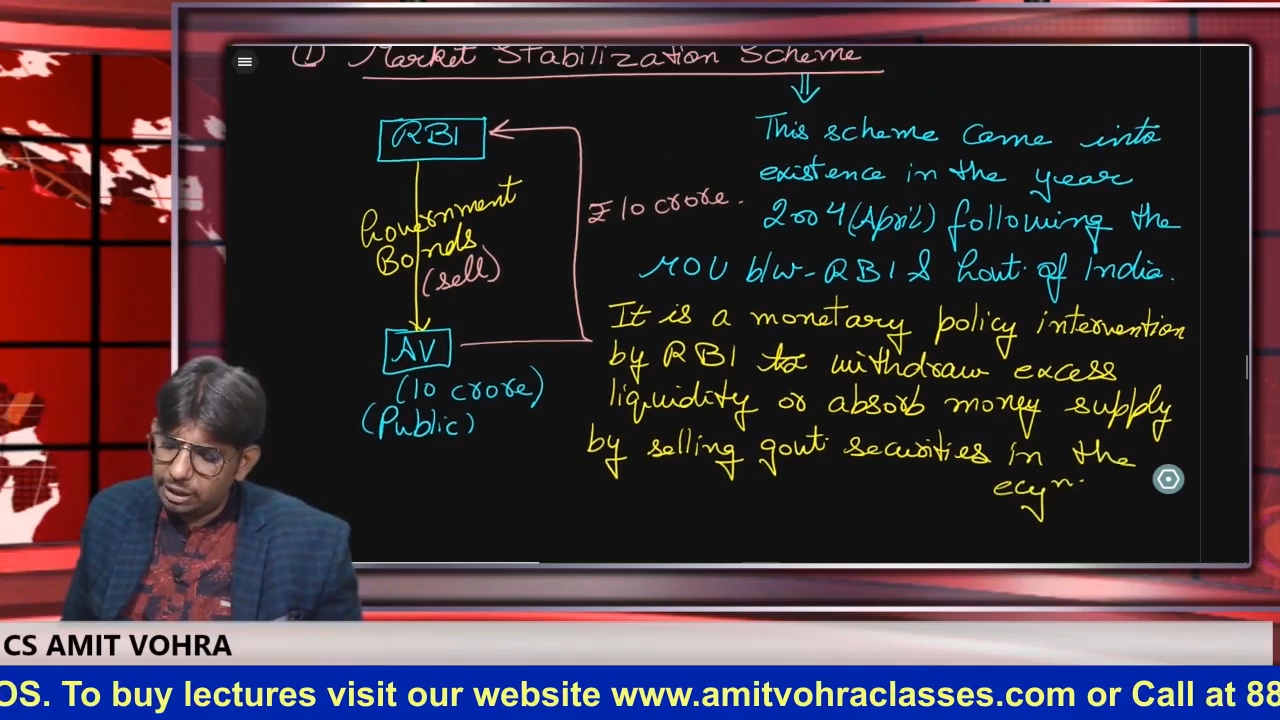 ① Market Stabilization Scheme
RBI
Government
Bonds
(sell)
AV
(10 crore)
(Public)
₹10 crore.
This scheme came into
existence in the year
2004 (April) following the
MOU b/w RBI & Govt. of India.
It is a monetary policy intervention
by RBI to withdraw excess
liquidity or absorb money supply
by selling govt securities in the
ecyⁿ.
CS AMIT VOHRA
OS. To buy lectures visit our website www.amitvohraclasses.com or Call at 88